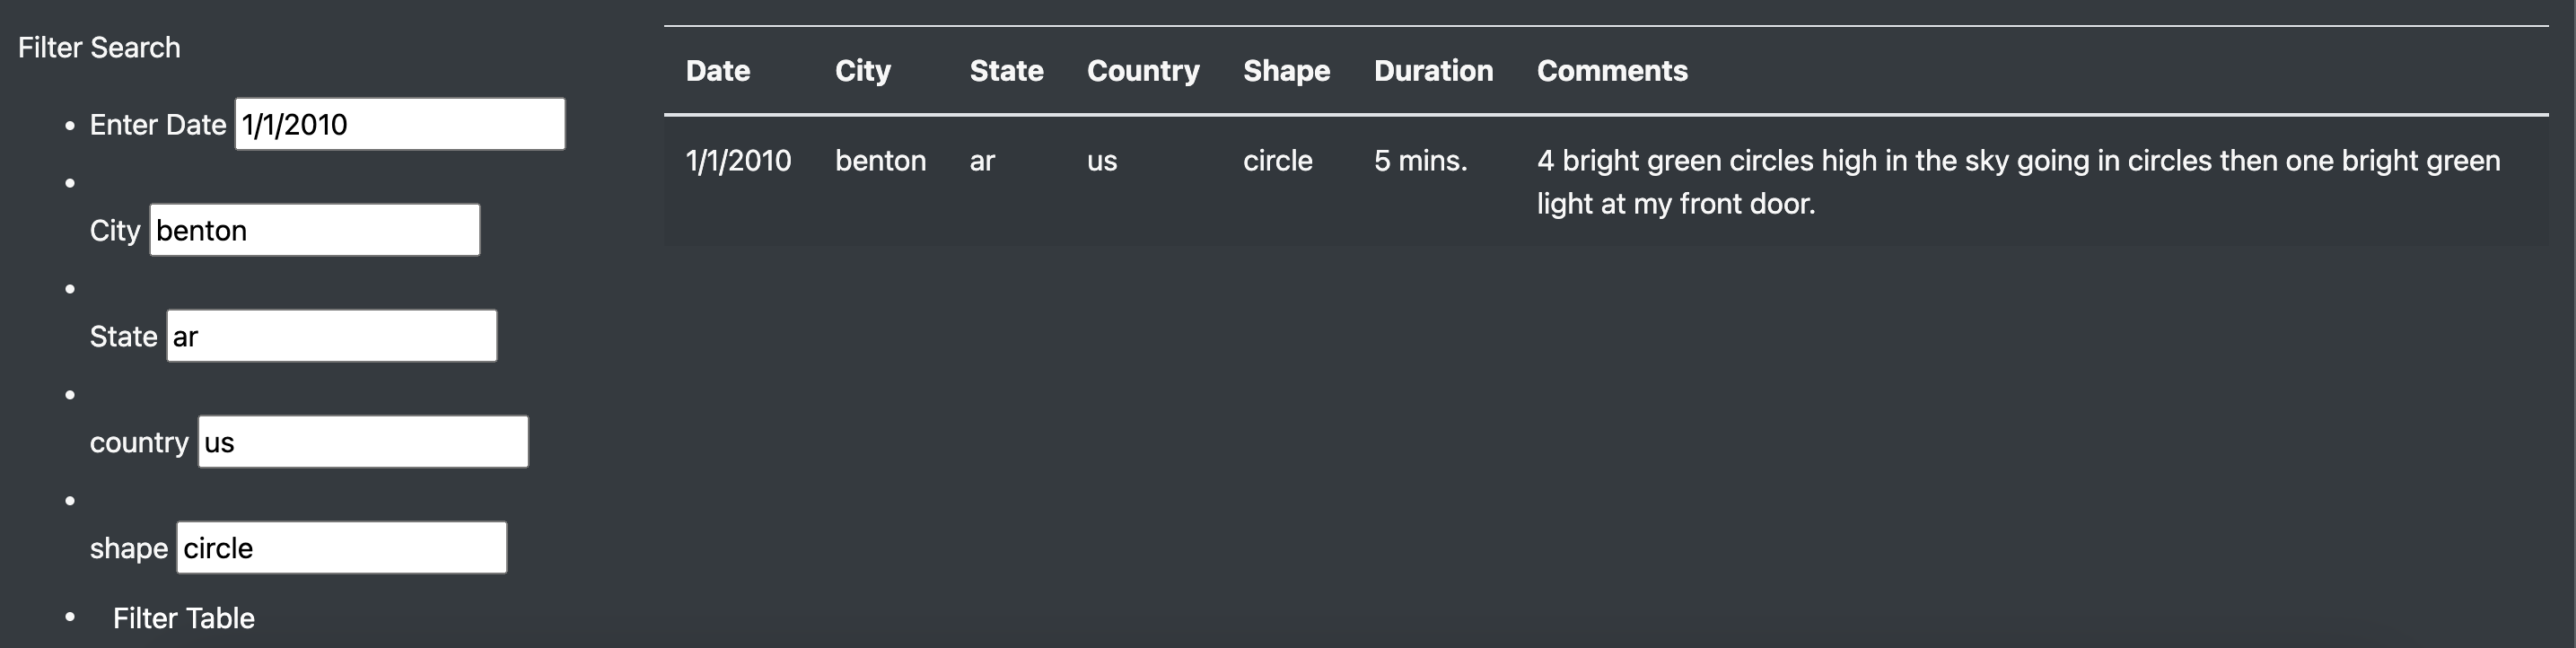 Filter Search
Enter Date 1/1/2010
City benton
State ar
country us
shape circle
Filter Table
Date City State Country Shape Duration Comments
1/1/2010 benton ar us circle 5 mins. 4 bright green circles high in the sky going in circles then one bright green
light at my front door.